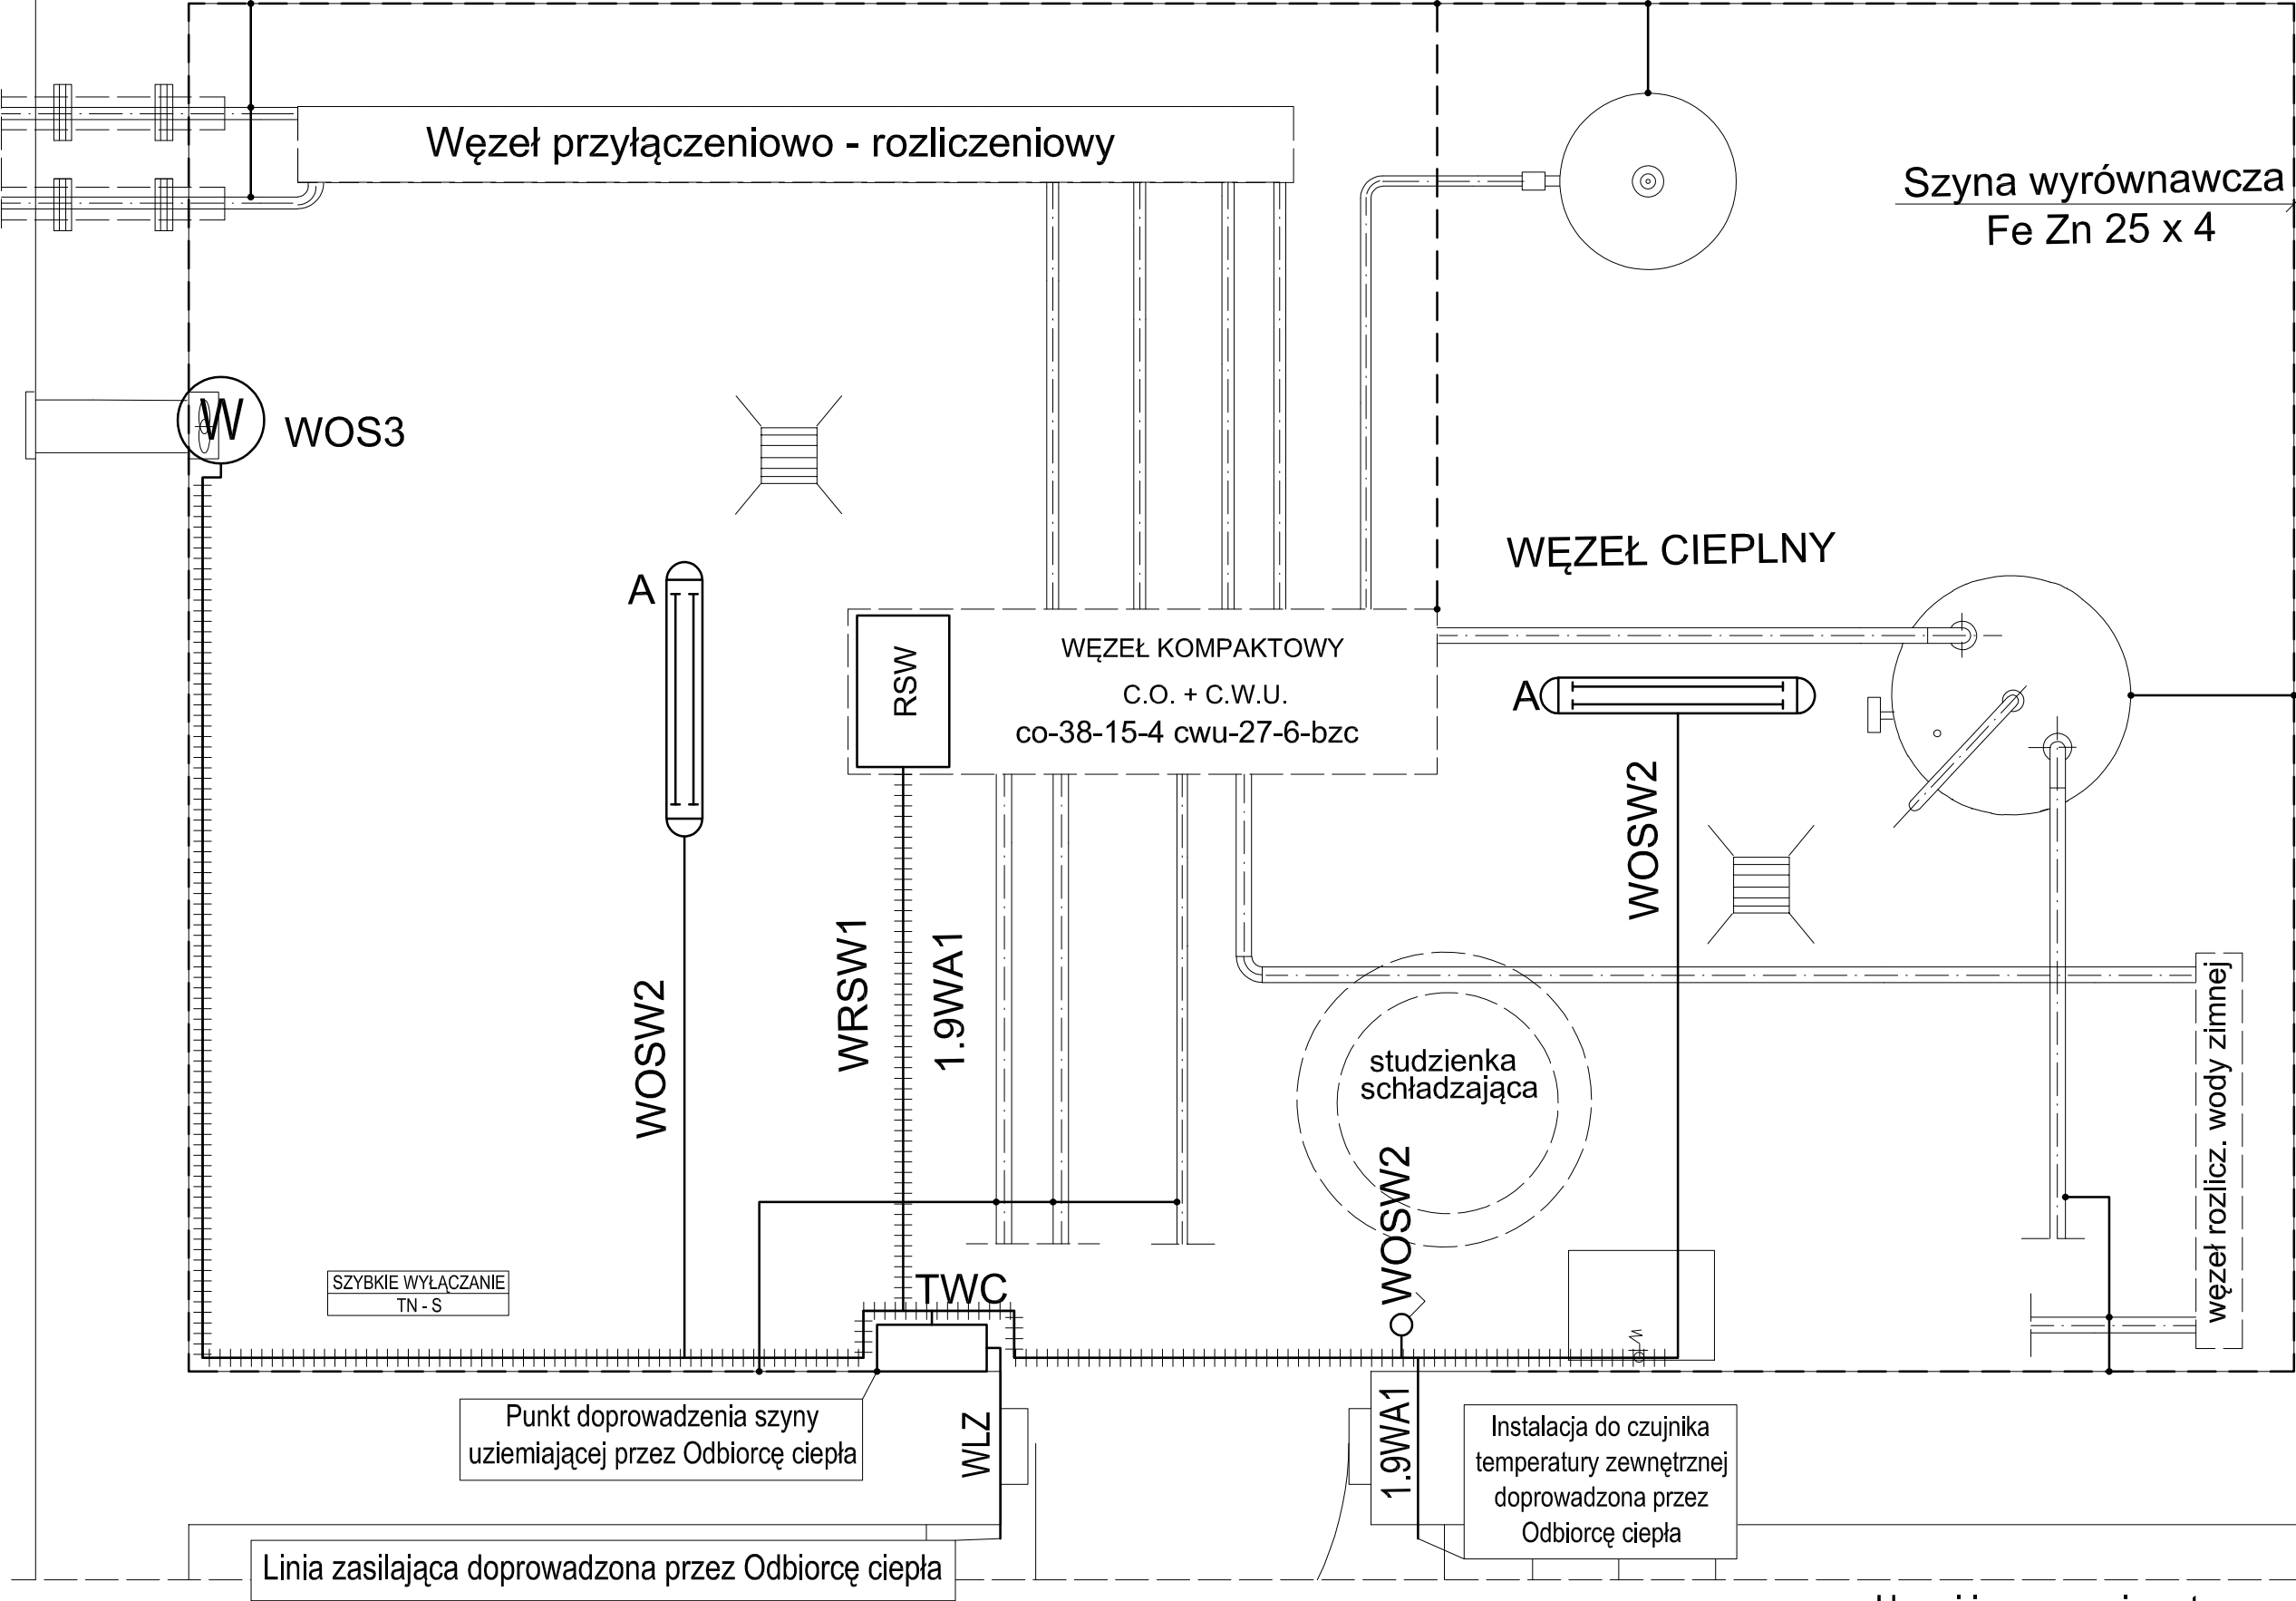 Węzeł przyłączeniowo - rozliczeniowy
Szyna wyrównawcza
Fe Zn 25 x 4
W
WOS3
WĘZEŁ CIEPLNY
A
RSW
WĘZEŁ KOMPAKTOWY
C.O. + C.W.U.
co-38-15-4 cwu-27-6-bzc
A
WOSW2
WOSW2
WRSW1
1.9WA1
studzienka
schładzająca
WOSW2
węzeł rozlicz. wody zimnej
SZYBKIE WYŁĄCZANIE
TN - S
TWC
Punkt doprowadzenia szyny
uziemiającej przez Odbiorcę ciepła
WLZ
1.9WA1
Instalacja do czujnika
temperatury zewnętrznej
doprowadzona przez
Odbiorcę ciepła
Linia zasilająca doprowadzona przez Odbiorcę ciepła